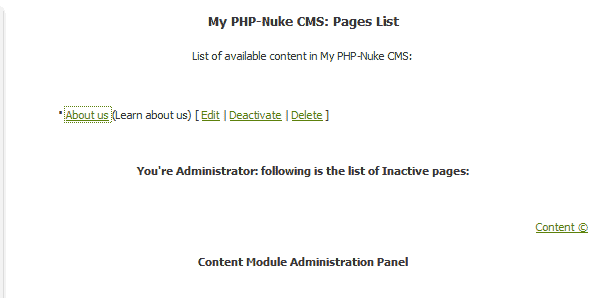 My PHP-Nuke CMS: Pages List
List of available content in My PHP-Nuke CMS:
• About us (Learn about us) [ Edit | Deactivate | Delete ]
You're Administrator: following is the list of Inactive pages:
Content ©
Content Module Administration Panel